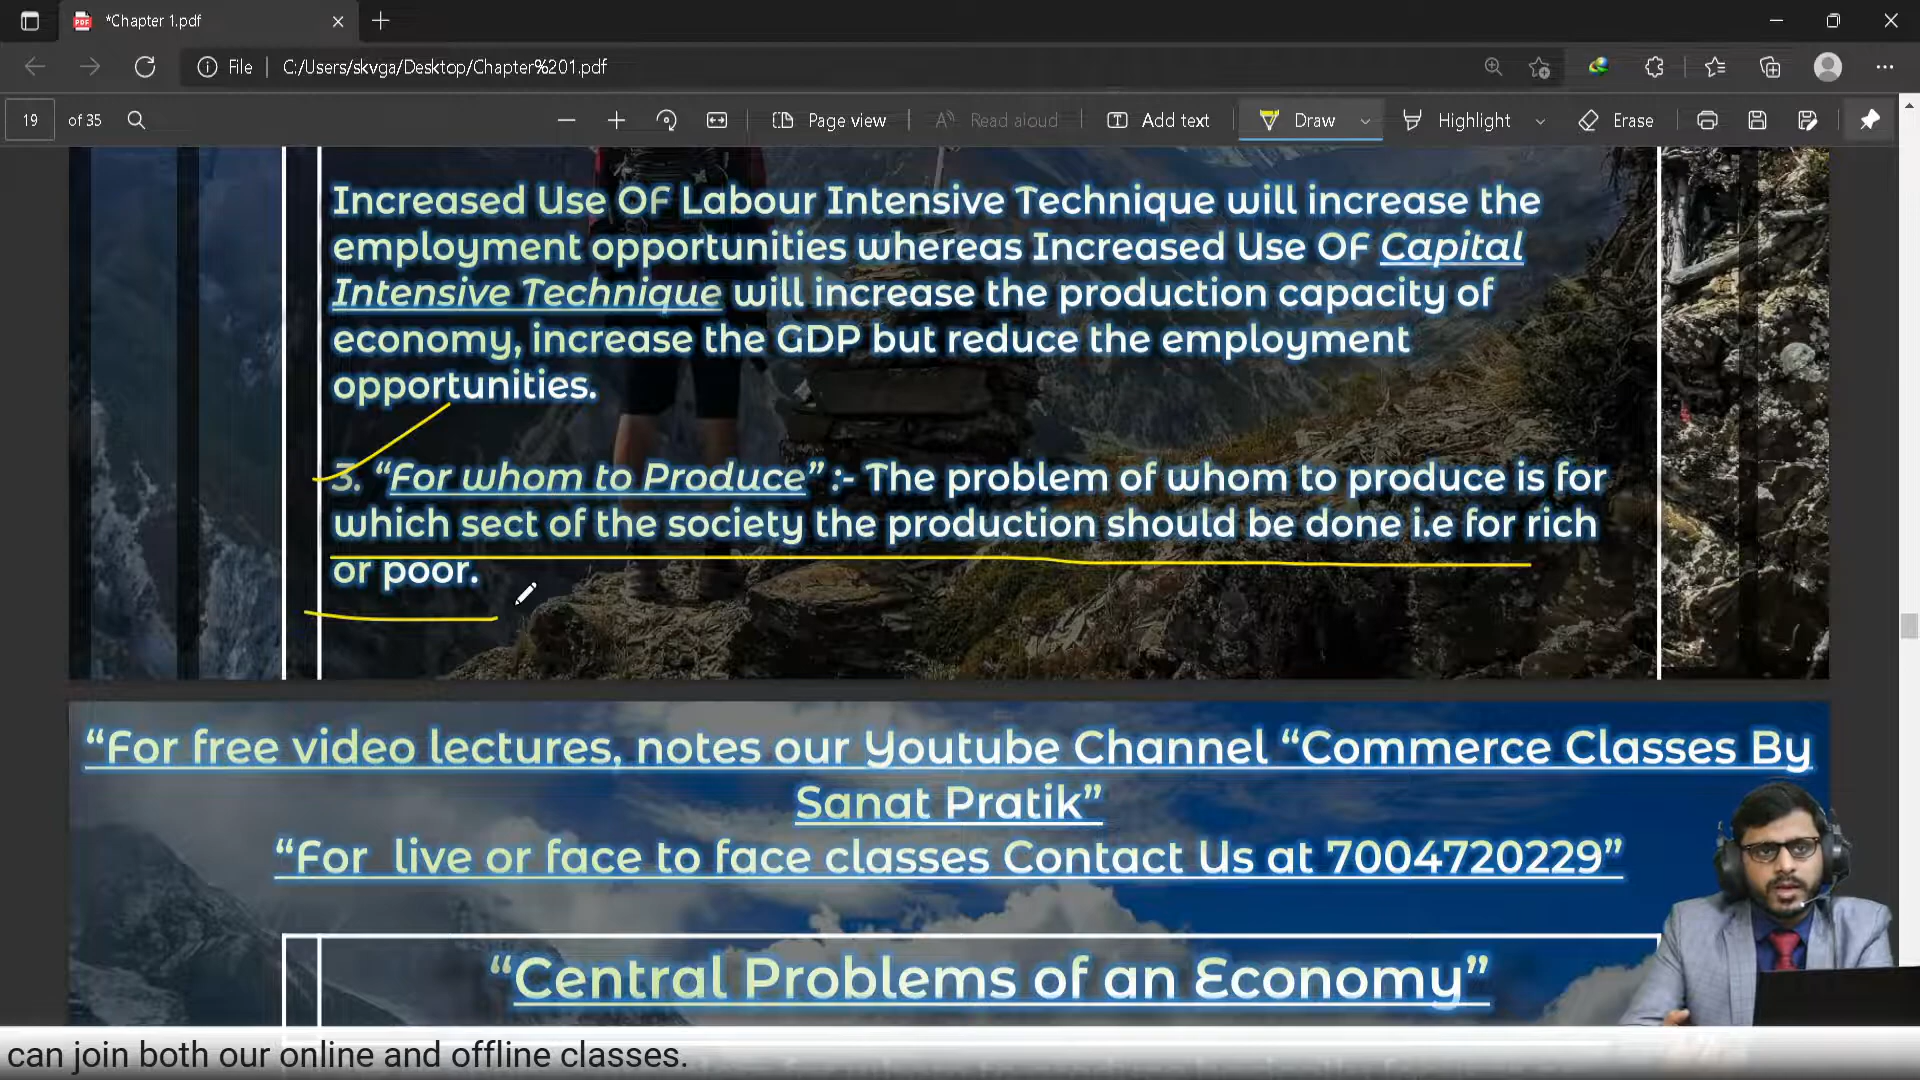 *Chapter 1.pdf
File
C:/Users/skvga/Desktop/Chapter%201.pdf
19 of 35
Page view
Read aloud
Add text
Draw
Highlight
Erase
Increased Use OF Labour Intensive Technique will increase the
employment opportunities whereas Increased Use OF Capital
Intensive Technique will increase the production capacity of
economy, increase the GDP but reduce the employment
opportunities.
3. “For whom to Produce” :- The problem of whom to produce is for
which sect of the society the production should be done i.e for rich
or poor.
“For free video lectures, notes our Youtube Channel “Commerce Classes By
Sanat Pratik”
“For live or face to face classes Contact Us at 7004720229”
“Central Problems of an Economy”
can join both our online and offline classes.